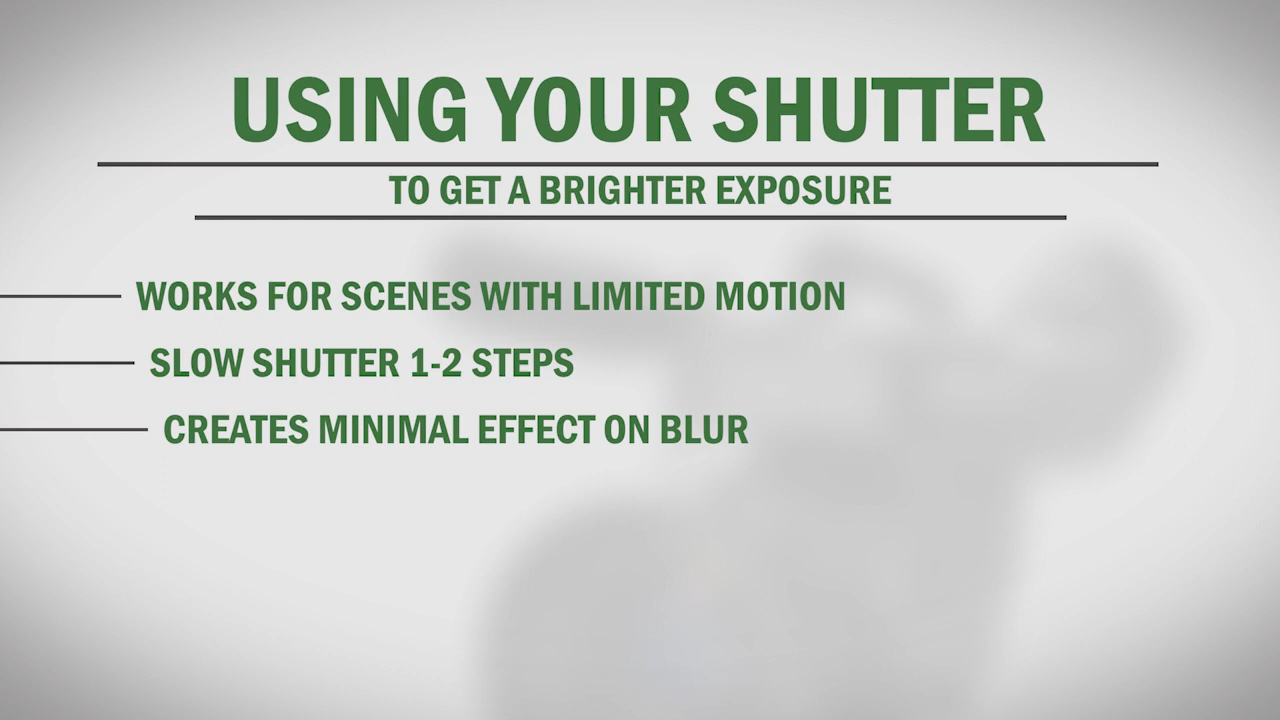 USING YOUR SHUTTER
TO GET A BRIGHTER EXPOSURE
WORKS FOR SCENES WITH LIMITED MOTION
SLOW SHUTTER 1-2 STEPS
CREATES MINIMAL EFFECT ON BLUR